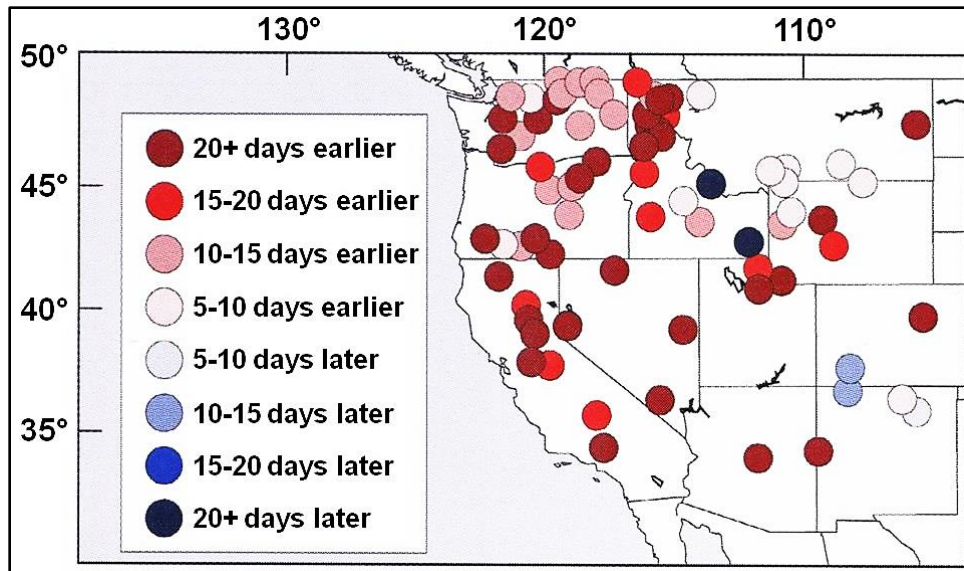 130° 120° 110°
50°
45°
40°
35°
20+ days earlier
15-20 days earlier
10-15 days earlier
5-10 days earlier
5-10 days later
10-15 days later
15-20 days later
20+ days later